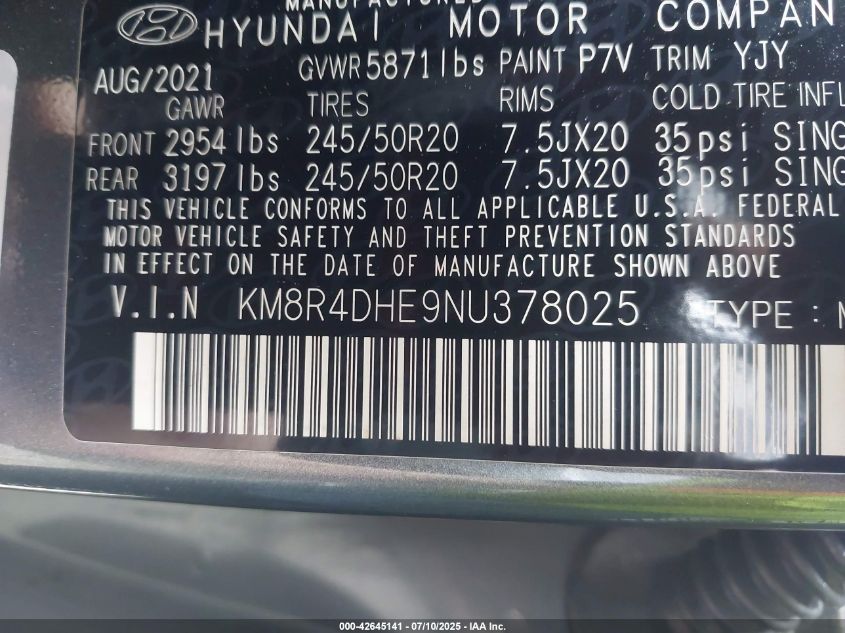 MANUFACTURED
HYUNDAI MOTOR COMPAN
AUG/2021 GVWR 5871 lbs PAINT P7V TRIM YJY
GAWR TIRES RIMS COLD TIRE INFL
FRONT 2954 lbs 245/50R20 7.5JX20 35psi SING
REAR 3197 lbs 245/50R20 7.5JX20 35psi SING
THIS VEHICLE CONFORMS TO ALL APPLICABLE U.S.A. FEDERAL
MOTOR VEHICLE SAFETY AND THEFT PREVENTION STANDARDS
IN EFFECT ON THE DATE OF MANUFACTURE SHOWN ABOVE
V.I.N KM8R4DHE9NU378025 TYPE : M
000-42645141 - 07/10/2025 - IAA Inc.